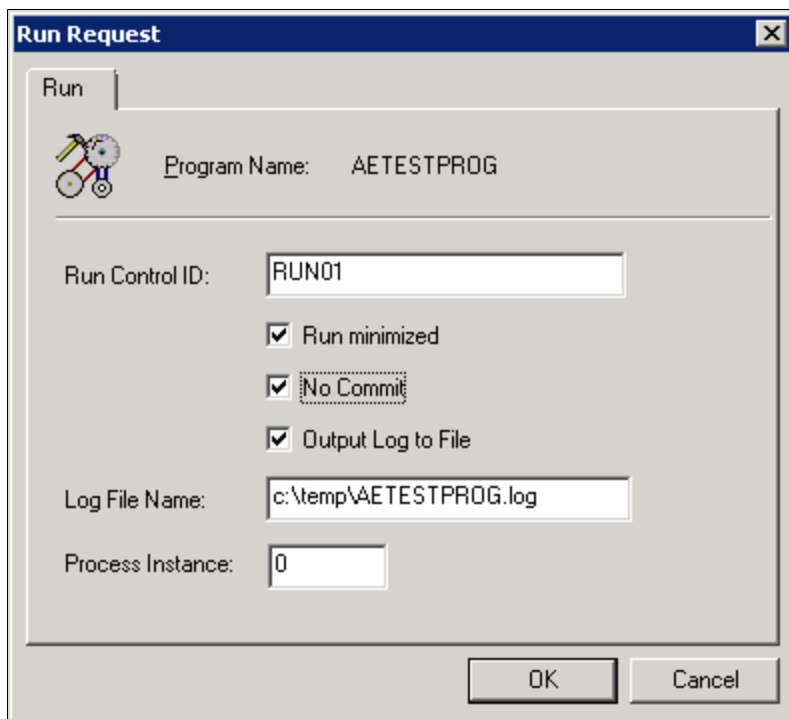 Run Request
Run
Program Name: AETESTPROG
Run Control ID: RUN01
Run minimized
No Commit
Output Log to File
Log File Name: c:\temp\AETESTPROG.log
Process Instance: 0
OK Cancel